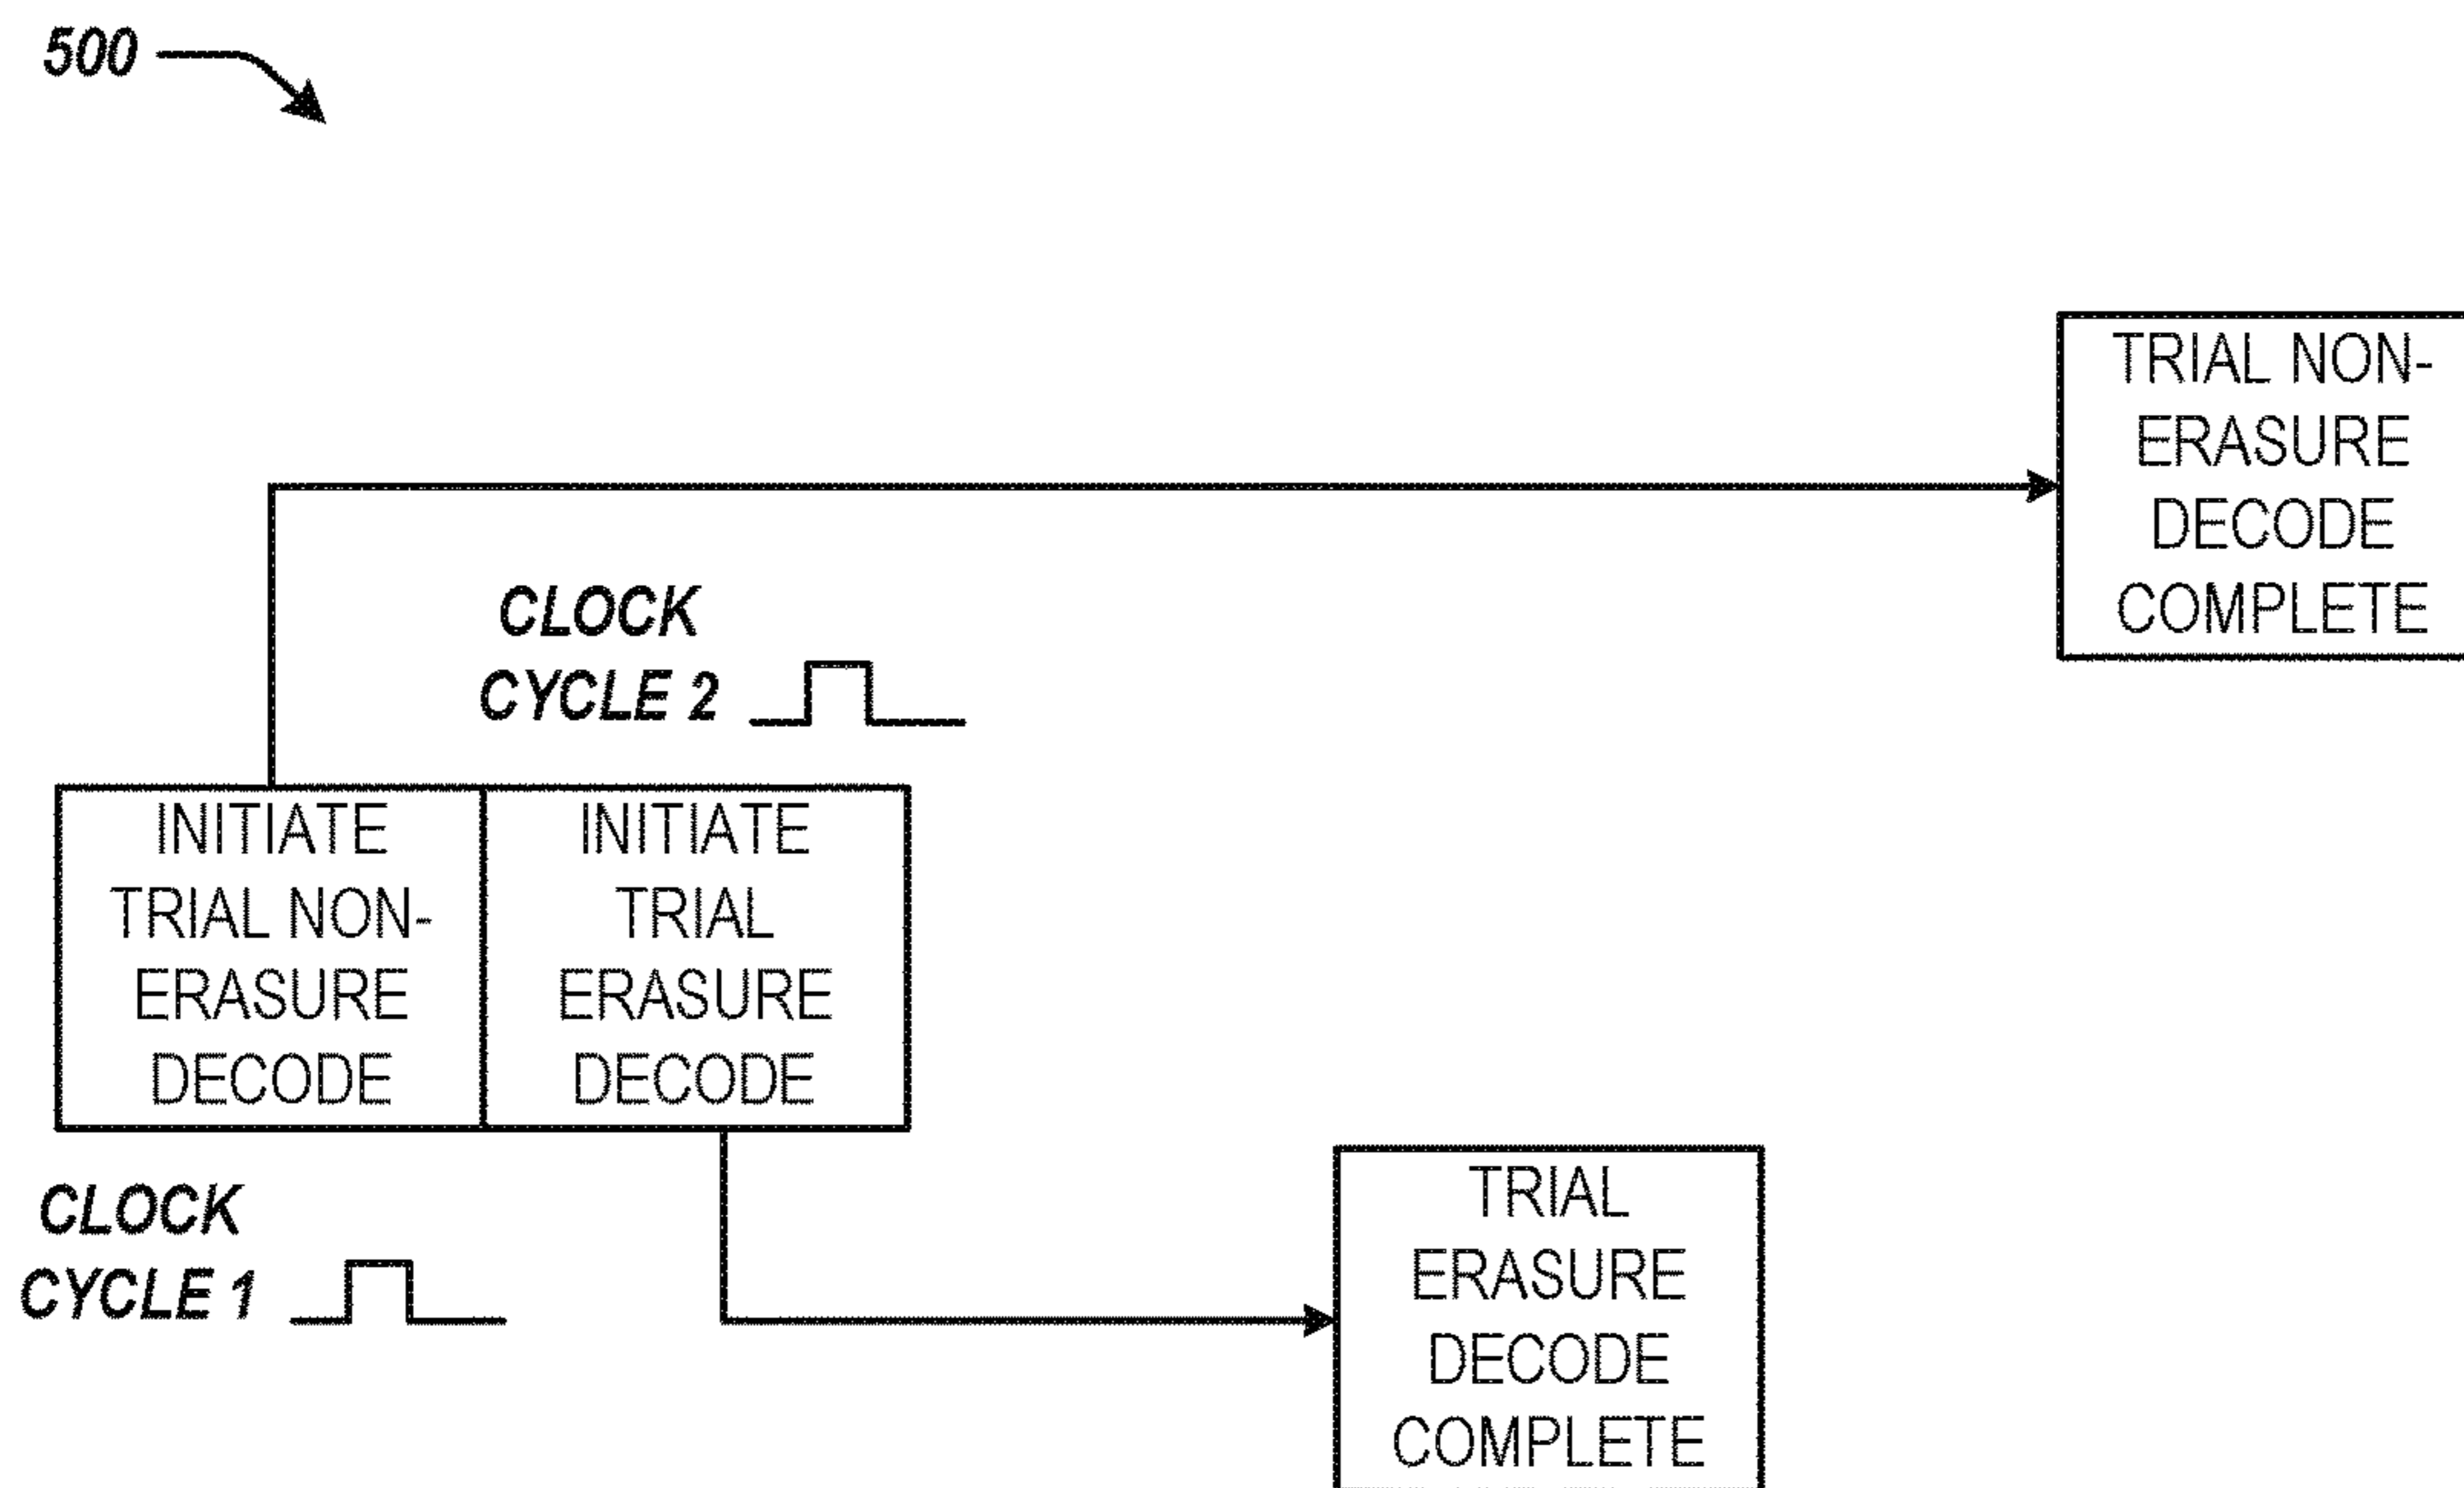 500
TRIAL NON-
ERASURE
DECODE
COMPLETE
CLOCK
CYCLE 2
INITIATE
TRIAL NON-
ERASURE
DECODE
INITIATE
TRIAL
ERASURE
DECODE
CLOCK
CYCLE 1
TRIAL
ERASURE
DECODE
COMPLETE